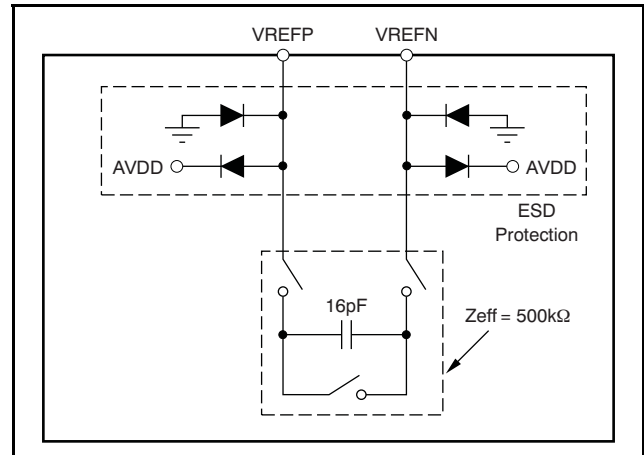 VREFP VREFN
AVDD AVDD
ESD
Protection
16pF
Zeff = 500kΩ